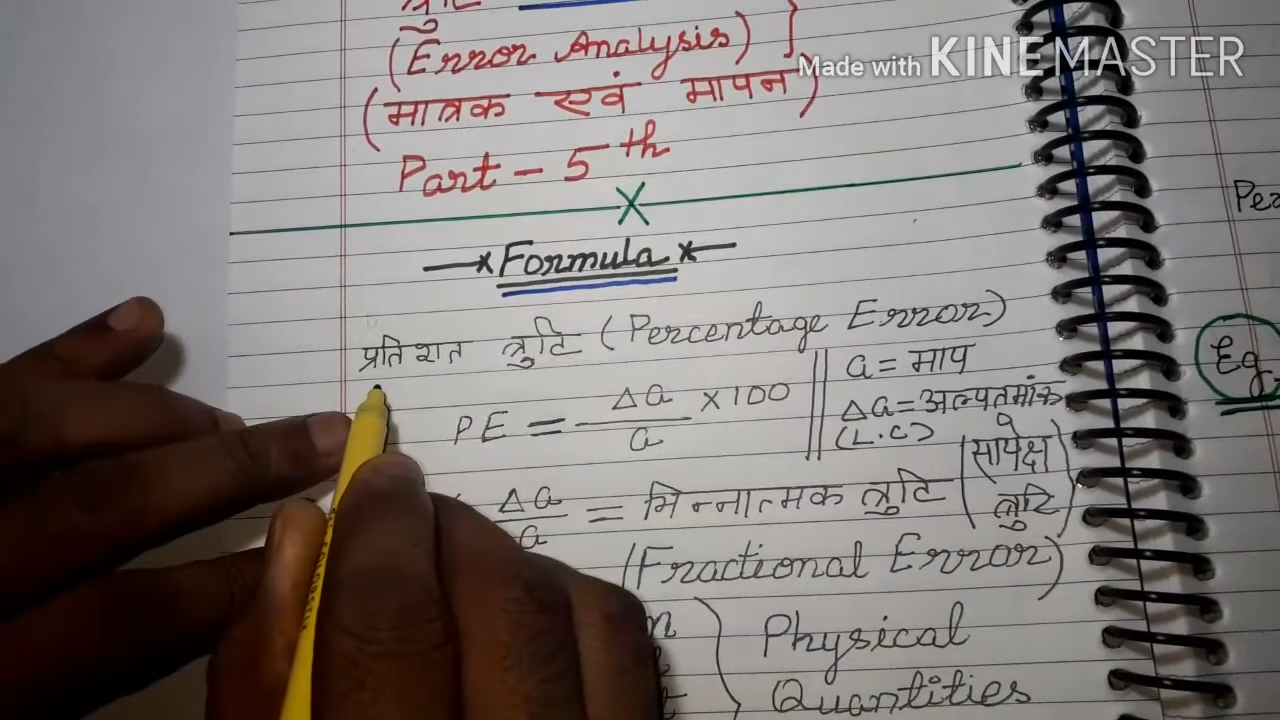 त्रुटि
(Error Analysis) ]
Made with KINEMASTER
(मात्रक एवं मापन)
Part - 5th
Formula
प्रतिशत त्रुटि (Percentage Error)
PE = Δa/a × 100
a = माप
Δa = अल्पतमांक
(L.C)
Δa/a = भिन्नात्मक त्रुटि (सापेक्ष त्रुटि)
(Fractional Error)
Physical
Quantities
Eg.